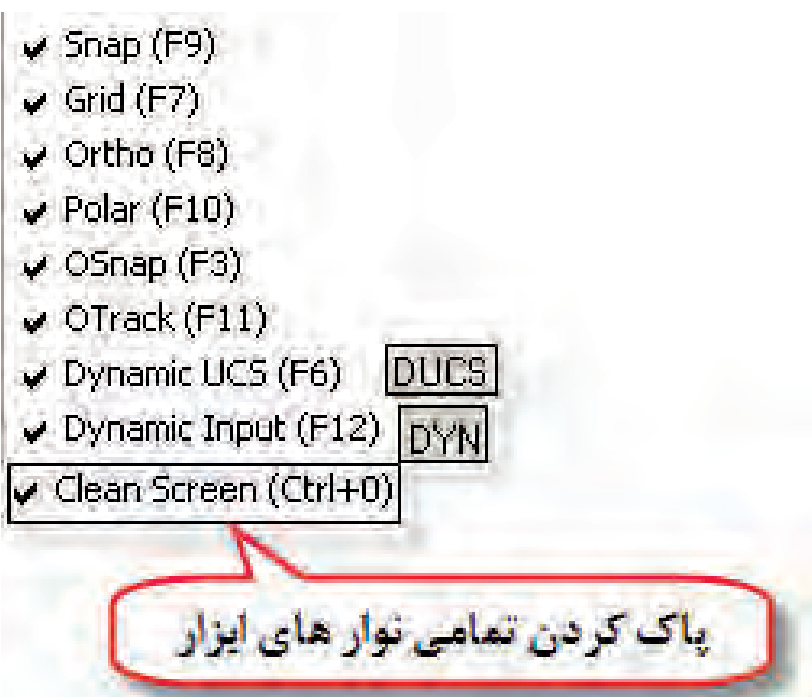 Snap (F9)
Grid (F7)
Ortho (F8)
Polar (F10)
OSnap (F3)
OTrack (F11)
Dynamic UCS (F6) DUCS
Dynamic Input (F12) DYN
Clean Screen (Ctrl+0)
پاک کردن تمامی نوار های ابزار